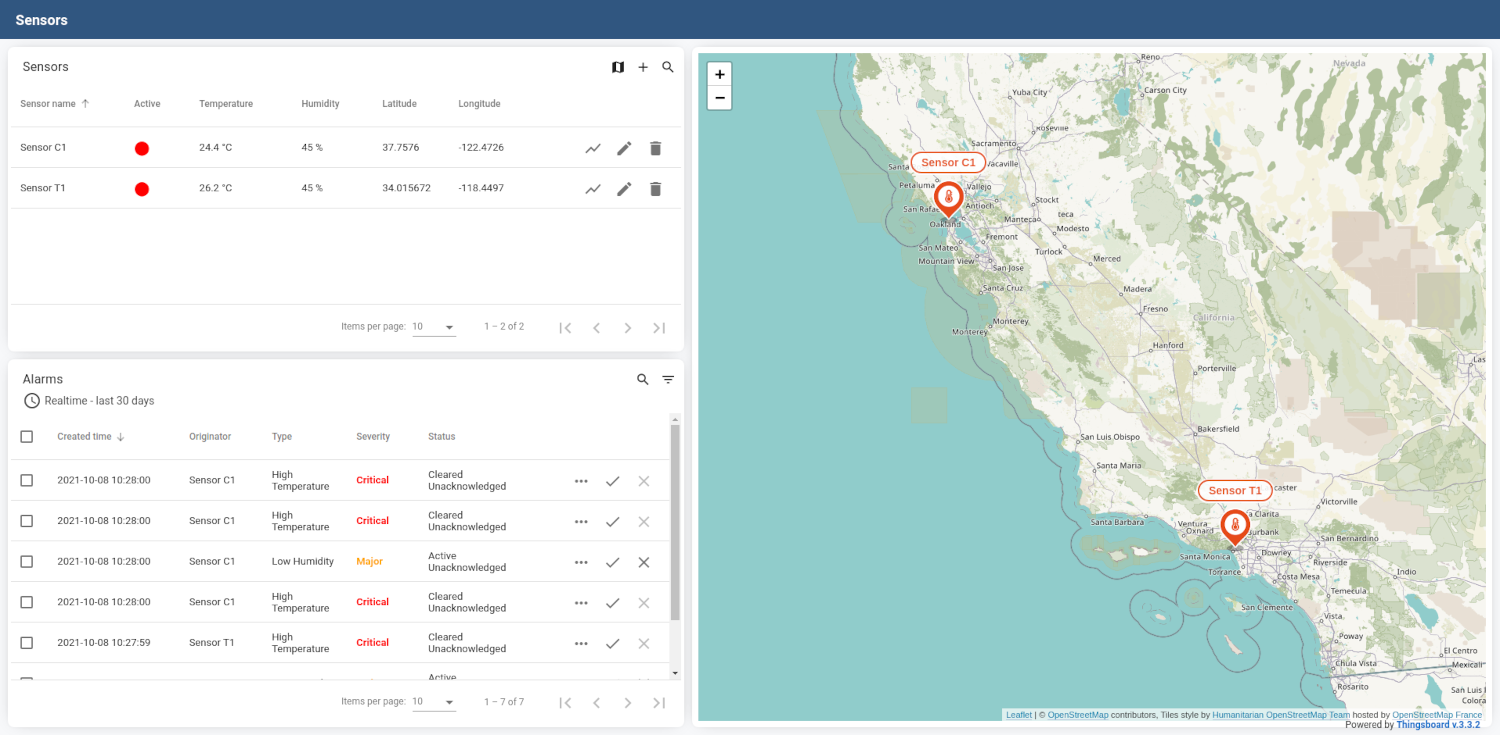 Sensors
Sensors
Sensor name Active Temperature Humidity Latitude Longitude
Sensor C1 24.4 °C 45 % 37.7576 -122.4726
Sensor T1 26.2 °C 45 % 34.015672 -118.4497
Items per page: 10 1 – 2 of 2
Alarms
Realtime - last 30 days
Created time Originator Type Severity Status
2021-10-08 10:28:00 Sensor C1 High Temperature Critical Cleared Unacknowledged
2021-10-08 10:28:00 Sensor C1 High Temperature Critical Cleared Unacknowledged
2021-10-08 10:28:00 Sensor C1 Low Humidity Major Active Unacknowledged
2021-10-08 10:28:00 Sensor C1 High Temperature Critical Cleared Unacknowledged
2021-10-08 10:27:59 Sensor T1 High Temperature Critical Cleared Unacknowledged
Active
Items per page: 10 1 – 7 of 7
+
−
Reno
Nevada
Carson City
Yuba City
Roseville
Sacramento
Sensor C1
Vacaville
Santa
Petaluma
Vallejo
San Rafae
Antioch
Stockt
Oakland
Manteca
teca
Modesto
Fremont
San Mateo
Turlock
Mountain View
Merced
San Jose
Santa Cruz
Madera
Fresno
California
Monterey
Monterey
Hanford
Porterville
Las
Bakersfield
San Luis Obispo
Santa Maria
Sensor T1
caster
Victorville
a Clarita
Santa Barbara
Ventura
Oxnard
urbank
San Bernardino
Santa Monica
Downey
Riverside
Torrance
Costa Mesa
Indio
Temecula
San Clemente
Vista
Poway
El Centro
Chula Vista
Mexicali
Rosarito
San Luis
Colora
Leaflet | © OpenStreetMap contributors, Tiles style by Humanitarian OpenStreetMap Team hosted by OpenStreetMap France
Powered by Thingsboard v.3.3.2